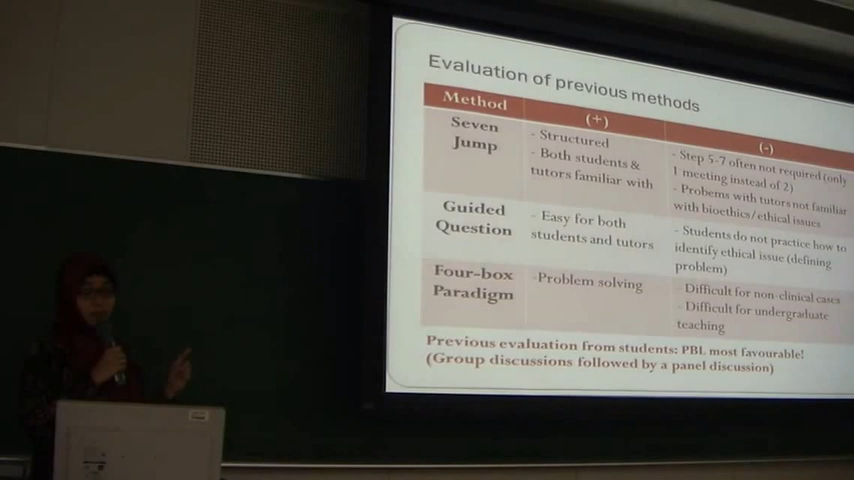 Evaluation of previous methods
Method
(+)
(-)
Seven
Jump
- Structured
- Both students &
tutors familiar with
- Step 5-7 often not required (only
1 meeting instead of 2)
- Probems with tutors not familiar
with bioethics/ethical issues
Guided
Question
- Easy for both
students and tutors
- Students do not practice how to
identify ethical issue (defining
problem)
Four-box
Paradigm
-Problem solving
- Difficult for non-clinical cases
- Difficult for undergraduate
teaching
Previous evaluation from students: PBL most favourable!
(Group discussions followed by a panel discussion)